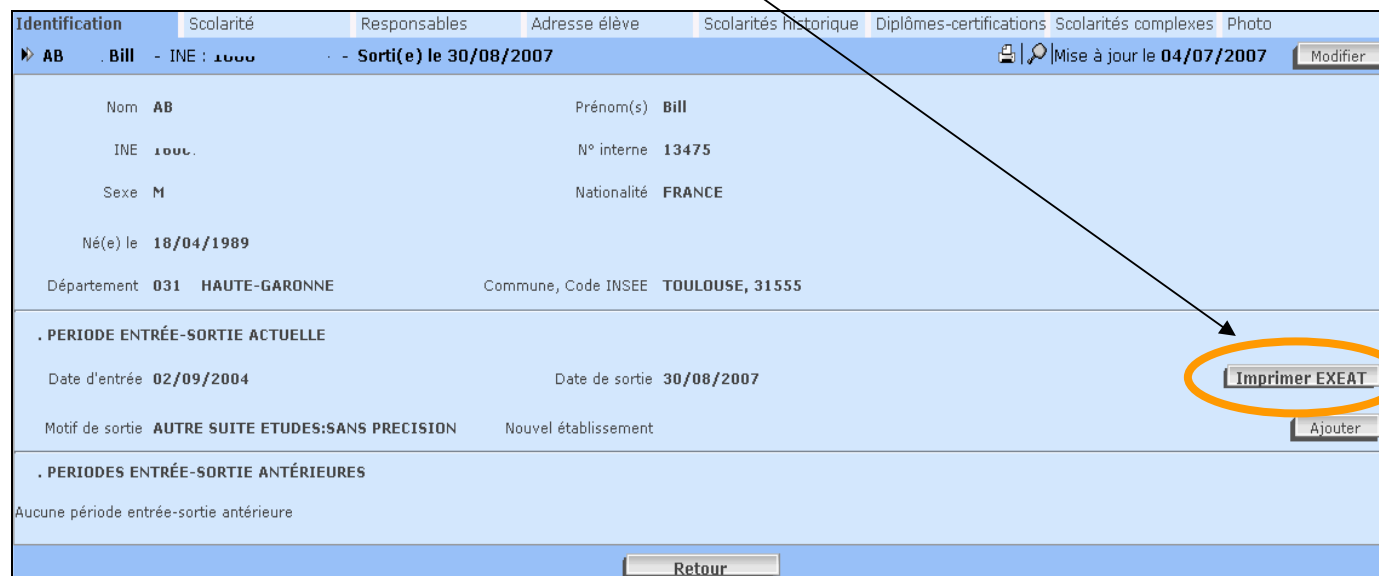 Identification Scolarité Responsables Adresse élève Scolarités historique Diplômes-certifications Scolarités complexes Photo
AB Bill - INE : - Sorti(e) le 30/08/2007 Mise à jour le 04/07/2007 Modifier
Nom AB Prénom(s) Bill
INE N° interne 13475
Sexe M Nationalité FRANCE
Né(e) le 18/04/1989
Département 031 HAUTE-GARONNE Commune, Code INSEE TOULOUSE, 31555
. PERIODE ENTRÉE-SORTIE ACTUELLE
Date d'entrée 02/09/2004 Date de sortie 30/08/2007 Imprimer EXEAT
Motif de sortie AUTRE SUITE ETUDES:SANS PRECISION Nouvel établissement Ajouter
. PERIODES ENTRÉE-SORTIE ANTÉRIEURES
Aucune période entrée-sortie antérieure
Retour